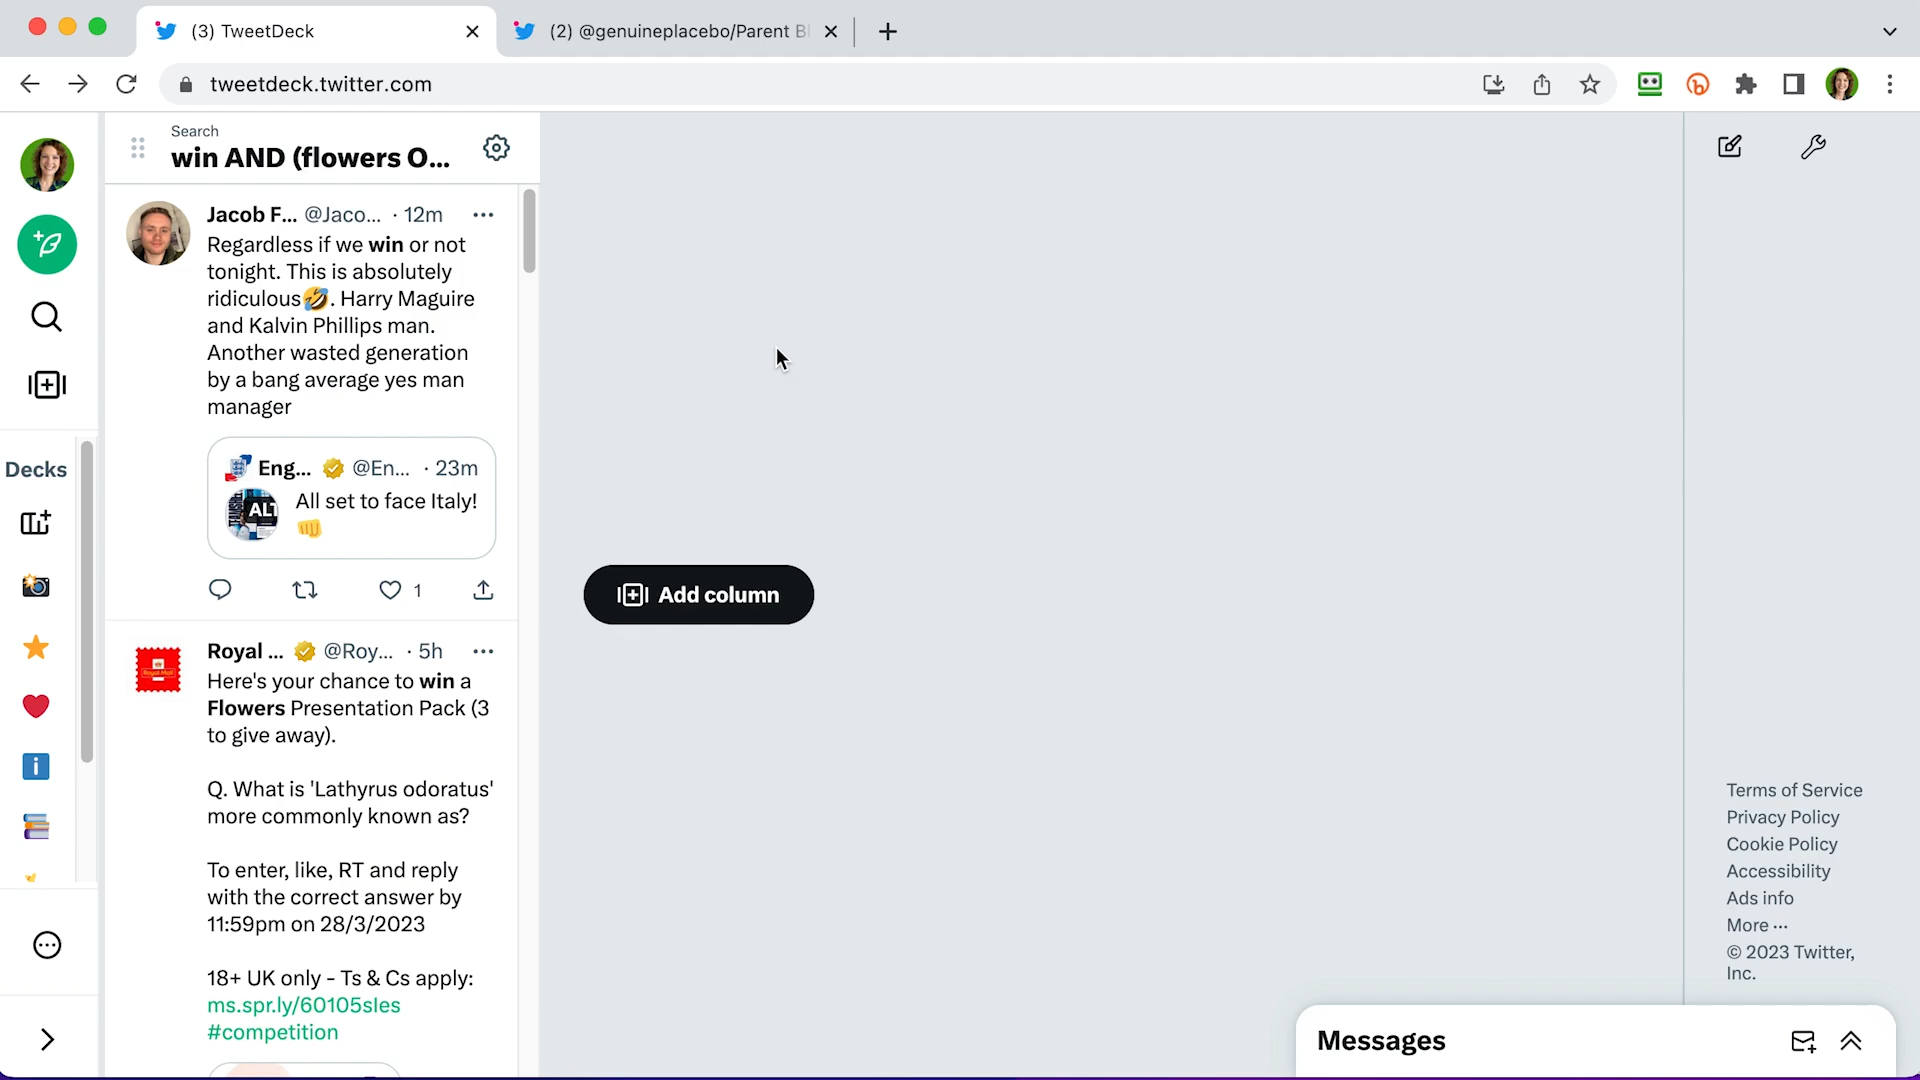 (3) TweetDeck
(2) @genuineplacebo/Parent Bl
tweetdeck.twitter.com
Search
win AND (flowers O...
Jacob F... @Jaco... · 12m
Regardless if we win or not
tonight. This is absolutely
ridiculous🤣. Harry Maguire
and Kalvin Phillips man.
Another wasted generation
by a bang average yes man
manager
Eng... @En... · 23m
ALT
All set to face Italy!
👊
1
Decks
Royal ... @Roy... · 5h
Here's your chance to win a
Flowers Presentation Pack (3
to give away).
Q. What is 'Lathyrus odoratus'
more commonly known as?
To enter, like, RT and reply
with the correct answer by
11:59pm on 28/3/2023
18+ UK only - Ts & Cs apply:
ms.spr.ly/60105sIes
#competition
Add column
Terms of Service
Privacy Policy
Cookie Policy
Accessibility
Ads info
More ···
© 2023 Twitter,
Inc.
Messages